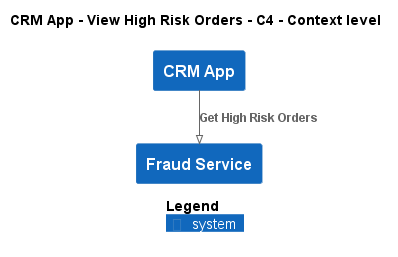 CRM App - View High Risk Orders - C4 - Context level
CRM App
Get High Risk Orders
Fraud Service
Legend
system